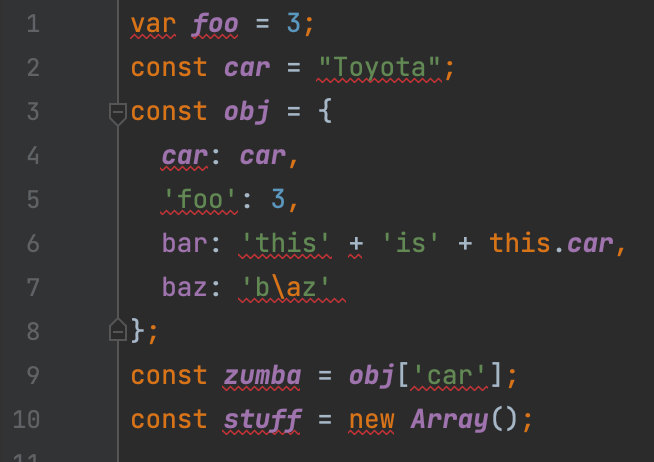 1 var foo = 3;
2 const car = "Toyota";
3 const obj = {
4 car: car,
5 'foo': 3,
6 bar: 'this' + 'is' + this.car,
7 baz: 'b\az'
8 };
9 const zumba = obj['car'];
10 const stuff = new Array();
11